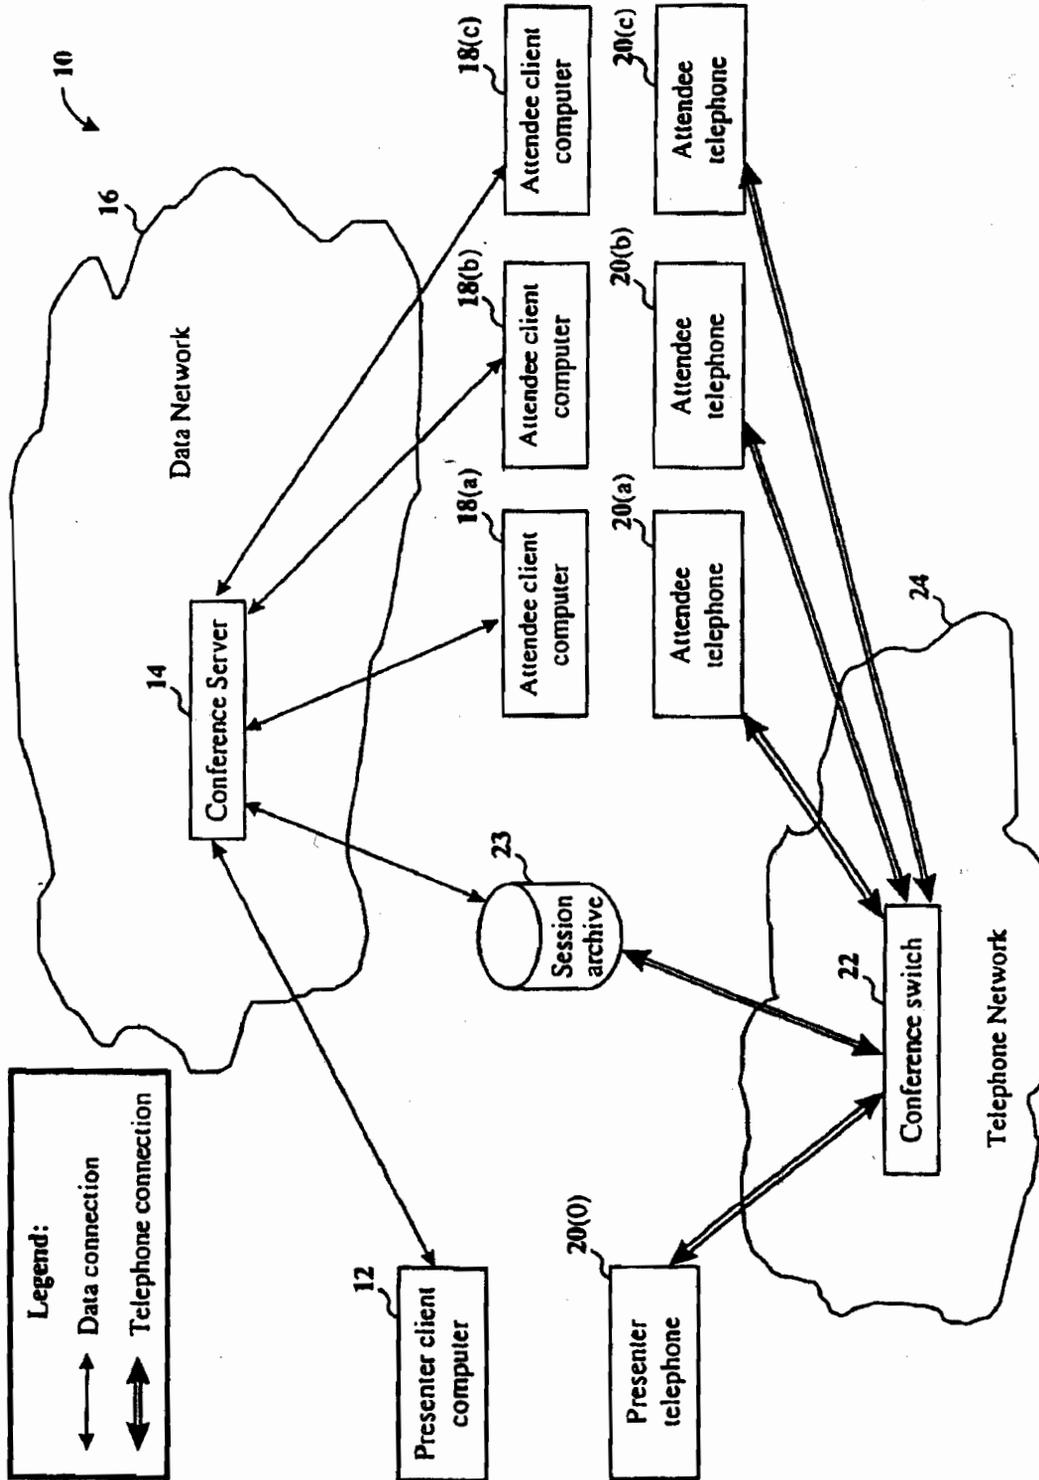 Legend:
Data connection
Telephone connection
10
16
Data Network
14
Conference Server
12
Presenter client
computer
23
Session
archive
18(a)
Attendee client
computer
18(b)
Attendee client
computer
18(c)
Attendee client
computer
20(0)
Presenter
telephone
20(a)
Attendee
telephone
20(b)
Attendee
telephone
20(c)
Attendee
telephone
22
Conference switch
24
Telephone Network